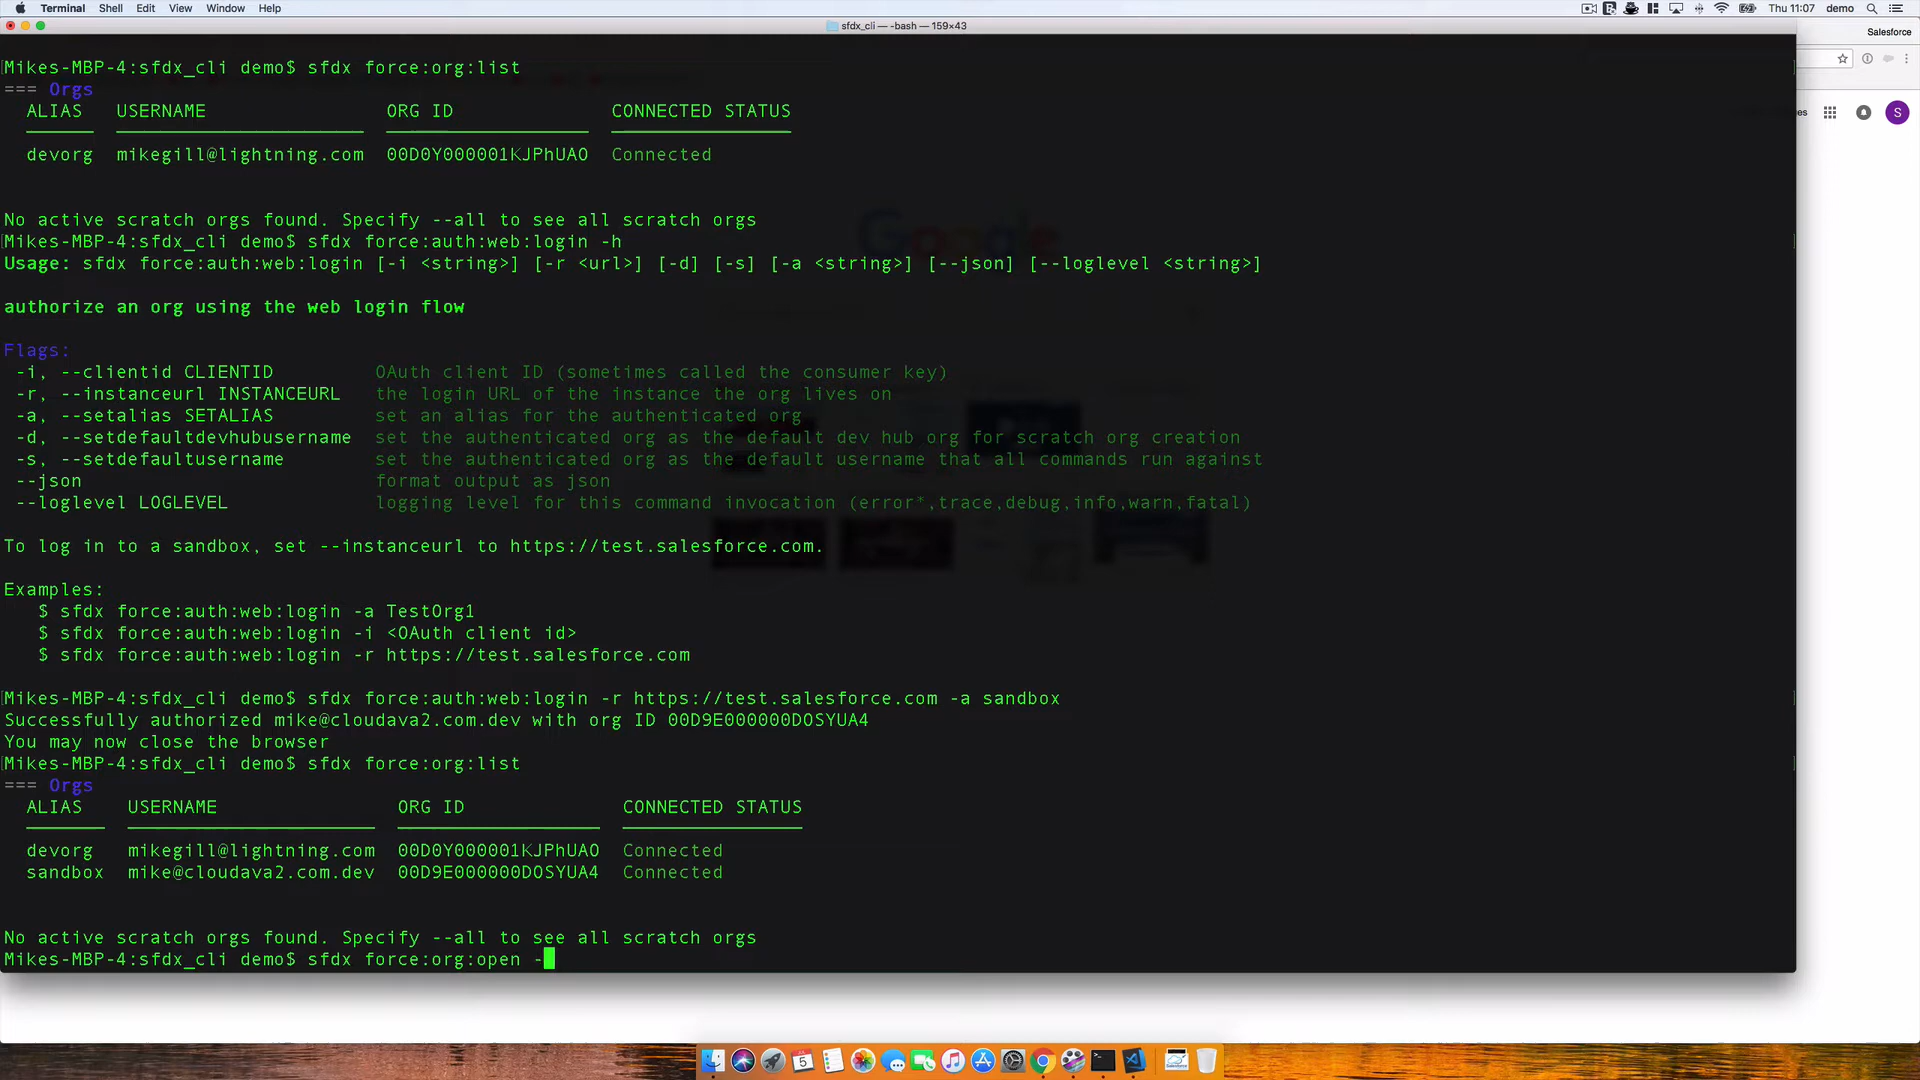 Terminal Shell Edit View Window Help Thu 11:07 demo
sfdx_cli — -bash — 159×43
Salesforce
Mikes-MBP-4:sfdx_cli demo$ sfdx force:org:list
=== Orgs
ALIAS USERNAME ORG ID CONNECTED STATUS
devorg mikegill@lightning.com 00D0Y000001KJPhUAO Connected
No active scratch orgs found. Specify --all to see all scratch orgs
Mikes-MBP-4:sfdx_cli demo$ sfdx force:auth:web:login -h
Usage: sfdx force:auth:web:login [-i <string>] [-r <url>] [-d] [-s] [-a <string>] [--json] [--loglevel <string>]
authorize an org using the web login flow
Flags:
-i, --clientid CLIENTID OAuth client ID (sometimes called the consumer key)
-r, --instanceurl INSTANCEURL the login URL of the instance the org lives on
-a, --setalias SETALIAS set an alias for the authenticated org
-d, --setdefaultdevhubusername set the authenticated org as the default dev hub org for scratch org creation
-s, --setdefaultusername set the authenticated org as the default username that all commands run against
--json format output as json
--loglevel LOGLEVEL logging level for this command invocation (error*,trace,debug,info,warn,fatal)
To log in to a sandbox, set --instanceurl to https://test.salesforce.com.
Examples:
$ sfdx force:auth:web:login -a TestOrg1
$ sfdx force:auth:web:login -i <OAuth client id>
$ sfdx force:auth:web:login -r https://test.salesforce.com
Mikes-MBP-4:sfdx_cli demo$ sfdx force:auth:web:login -r https://test.salesforce.com -a sandbox
Successfully authorized mike@cloudava2.com.dev with org ID 00D9E000000DOSYUA4
You may now close the browser
Mikes-MBP-4:sfdx_cli demo$ sfdx force:org:list
=== Orgs
ALIAS USERNAME ORG ID CONNECTED STATUS
devorg mikegill@lightning.com 00D0Y000001KJPhUAO Connected
sandbox mike@cloudava2.com.dev 00D9E000000DOSYUA4 Connected
No active scratch orgs found. Specify --all to see all scratch orgs
Mikes-MBP-4:sfdx_cli demo$ sfdx force:org:open -
Google
S
5